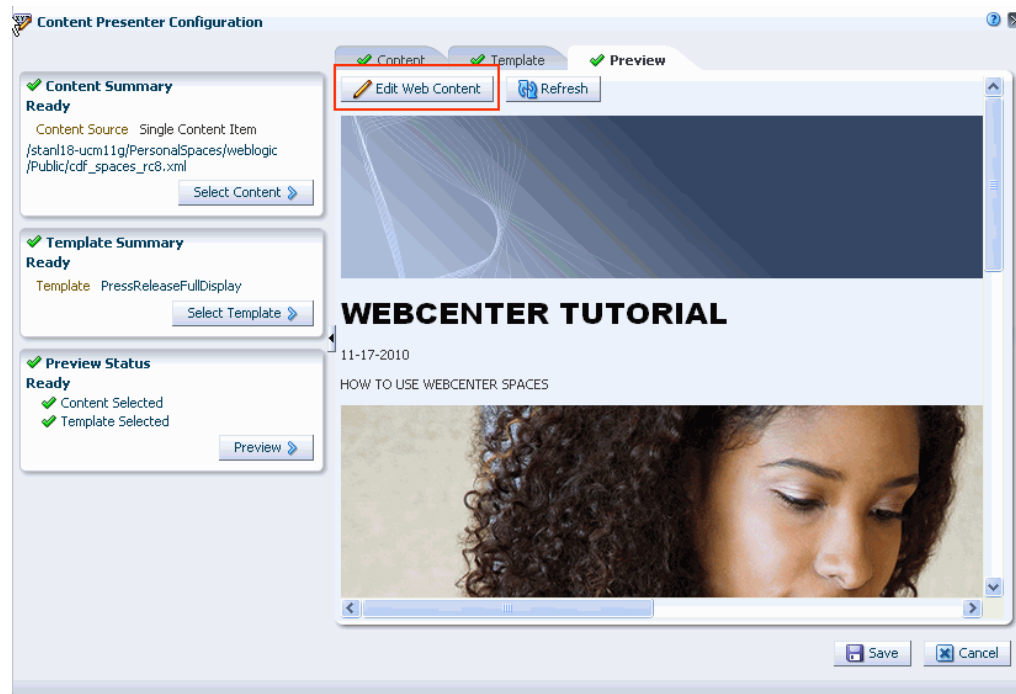 Content Presenter Configuration
Content
Template
Preview
Content Summary
Ready
Content Source Single Content Item
/stanl18-ucm11g/PersonalSpaces/weblogic
/Public/cdf_spaces_rc8.xml
Select Content
Template Summary
Ready
Template PressReleaseFullDisplay
Select Template
Preview Status
Ready
Content Selected
Template Selected
Preview
Edit Web Content
Refresh
WEBCENTER TUTORIAL
11-17-2010
HOW TO USE WEBCENTER SPACES
Save
Cancel